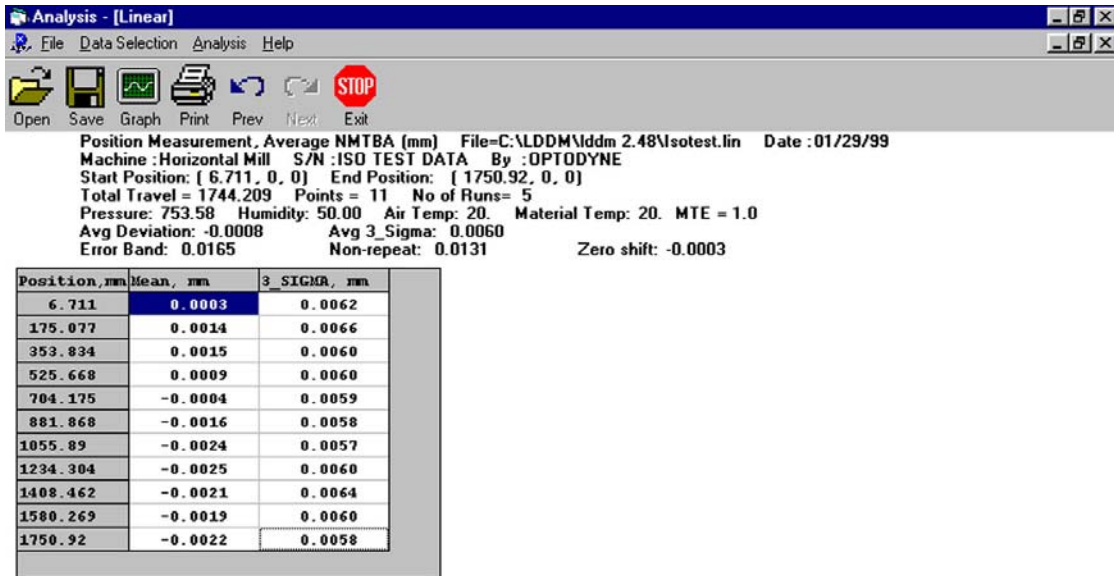 Analysis - [Linear]
File Data Selection Analysis Help
Open Save Graph Print Prev Next Exit
STOP
Position Measurement, Average NMTBA (mm) File=C:\LDDM\lddm 2.48\Isotest.lin Date :01/29/99
Machine :Horizontal Mill S/N :ISO TEST DATA By :OPTODYNE
Start Position: ( 6.711, 0, 0) End Position: ( 1750.92, 0, 0)
Total Travel = 1744.209 Points = 11 No of Runs= 5
Pressure: 753.58 Humidity: 50.00 Air Temp: 20. Material Temp: 20. MTE = 1.0
Avg Deviation: -0.0008 Avg 3_Sigma: 0.0060
Error Band: 0.0165 Non-repeat: 0.0131 Zero shift: -0.0003
Position,mm Mean, mm 3_SIGMA, mm
6.711 0.0003 0.0062
175.077 0.0014 0.0066
353.834 0.0015 0.0060
525.668 0.0009 0.0060
704.175 -0.0004 0.0059
881.868 -0.0016 0.0058
1055.89 -0.0024 0.0057
1234.304 -0.0025 0.0060
1408.462 -0.0021 0.0064
1580.269 -0.0019 0.0060
1750.92 -0.0022 0.0058